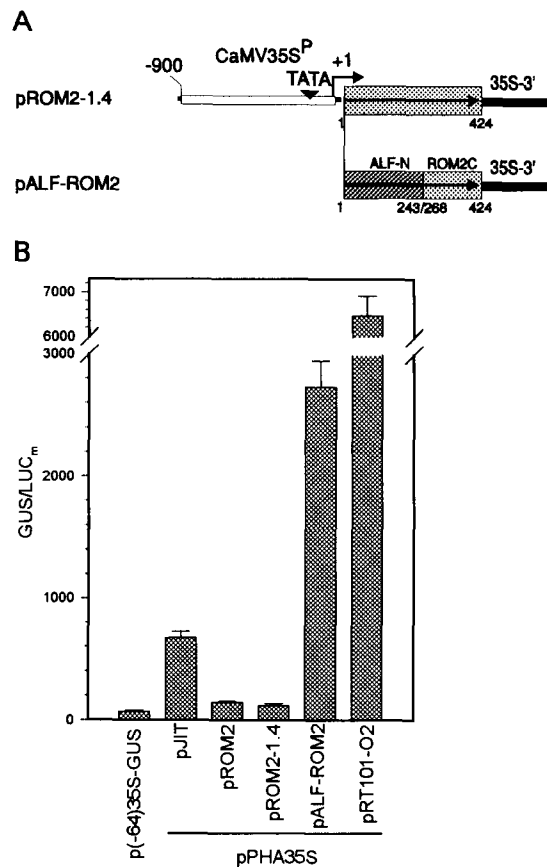 A
CaMV35S^P
-900
TATA
+1
pROM2-1.4
35S-3'
1
424
pALF-ROM2
ALF-N
ROM2C
35S-3'
1
243/268
424
B
7000
6000
3000
2000
1000
0
GUS/LUC_m
p(-64)35S-GUS
pJIT
pROM2
pROM2-1.4
pALF-ROM2
pRT101-O2
pPHA35S